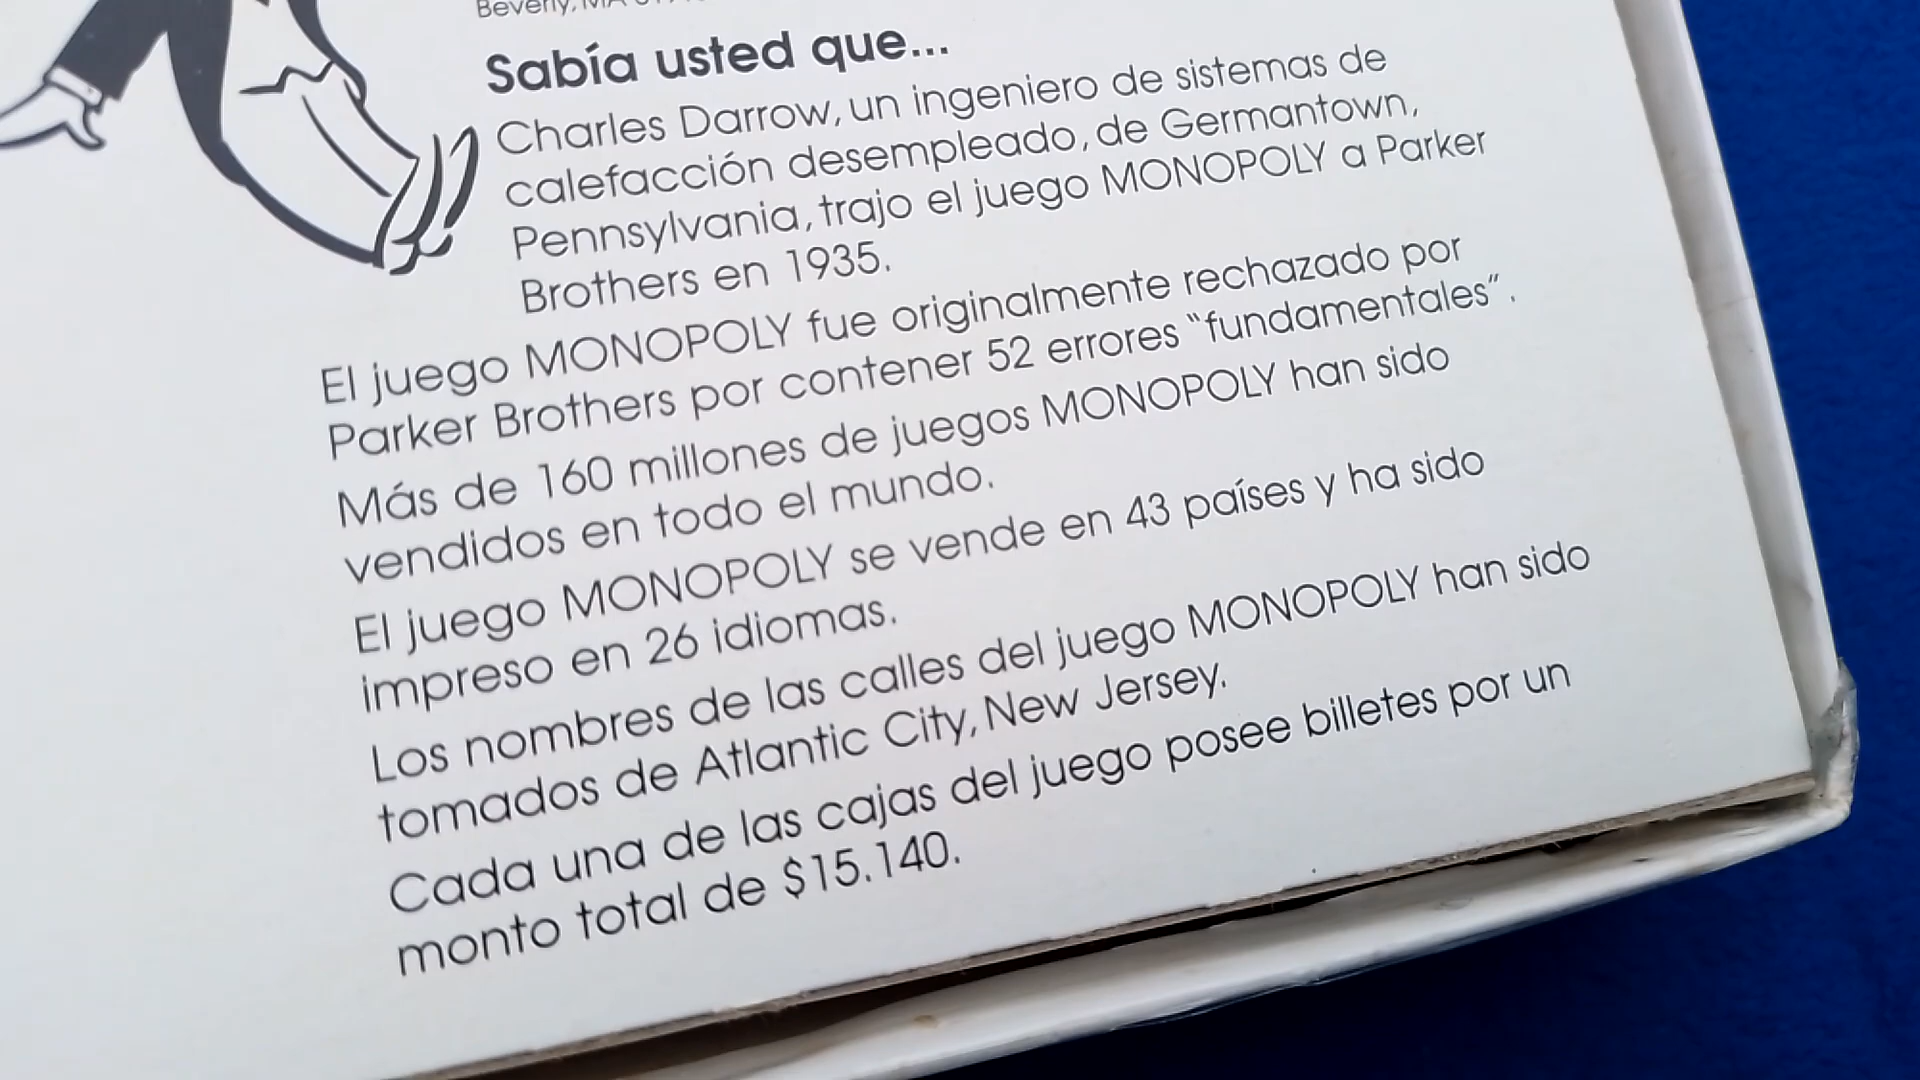 Beverly, MA
Sabía usted que...
Charles Darrow, un ingeniero de sistemas de
calefacción desempleado, de Germantown,
Pennsylvania, trajo el juego MONOPOLY a Parker
Brothers en 1935.
El juego MONOPOLY fue originalmente rechazado por
Parker Brothers por contener 52 errores “fundamentales”.
Más de 160 millones de juegos MONOPOLY han sido
vendidos en todo el mundo.
El juego MONOPOLY se vende en 43 países y ha sido
impreso en 26 idiomas.
Los nombres de las calles del juego MONOPOLY han sido
tomados de Atlantic City, New Jersey.
Cada una de las cajas del juego posee billetes por un
monto total de $15.140.